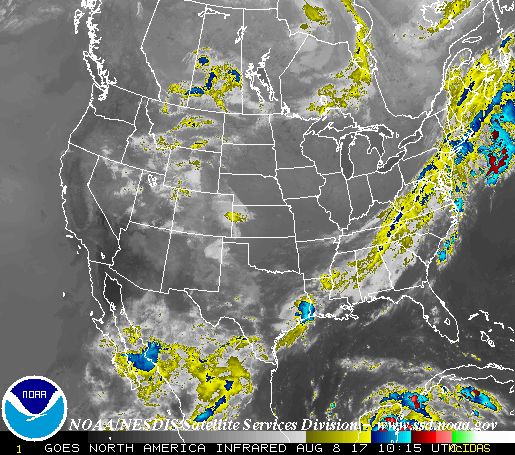 NOAA
NOAA/NESDIS Satellite Services Division - www.ssd.noaa.gov
1 GOES NORTH AMERICA INFRARED AUG 8 17 10:15 UTC McIDAS